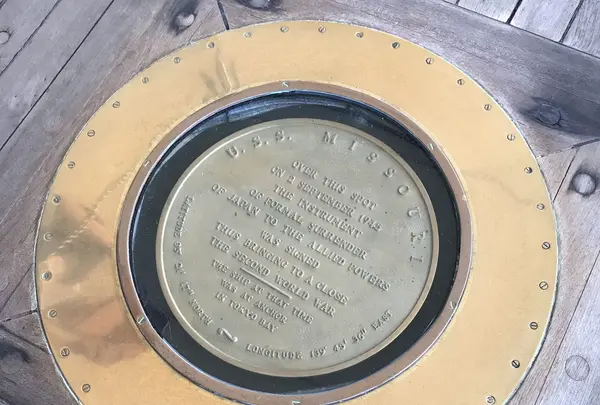 U.S.S. MISSOURI
OVER THIS SPOT
ON 2 SEPTEMBER 1945
THE INSTRUMENT
OF FORMAL SURRENDER
OF JAPAN TO THE ALLIED POWERS
WAS SIGNED
THUS BRINGING TO A CLOSE
THE SECOND WORLD WAR
THE SHIP AT THAT TIME
WAS AT ANCHOR
IN TOKYO BAY
NORTH
LONGITUDE 139° 45' EAST